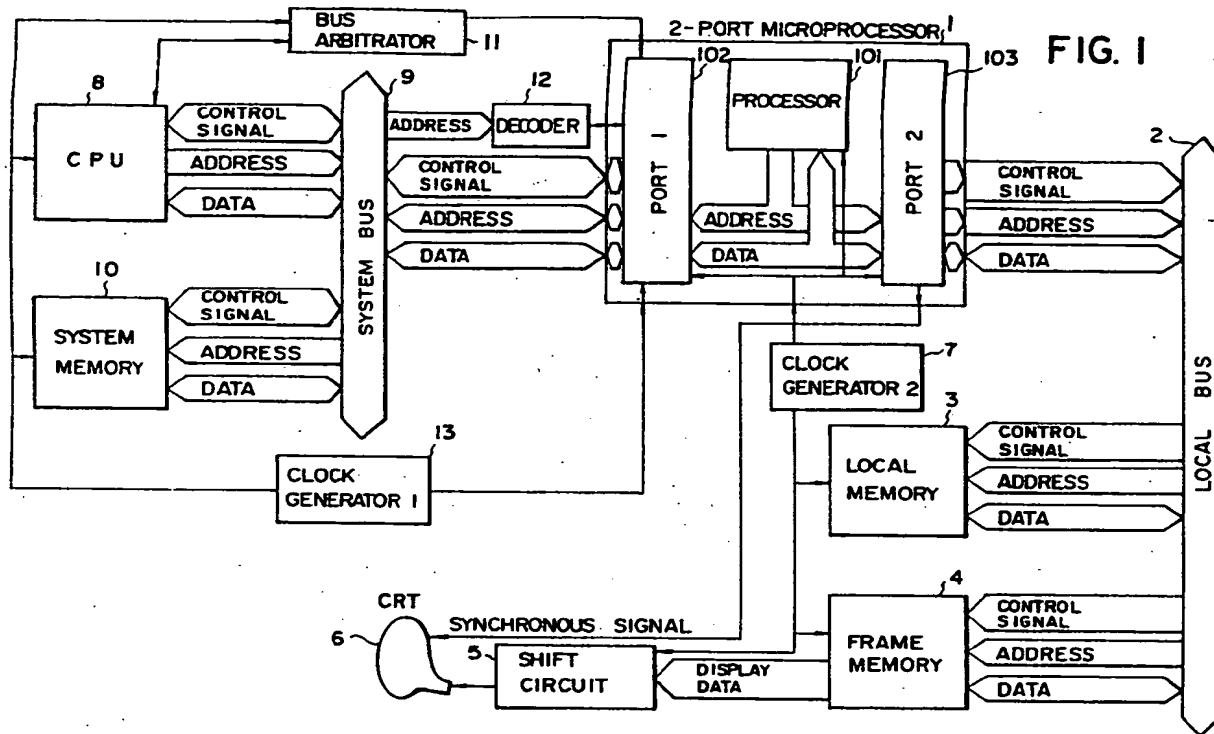 FIG. 1
BUS
ARBITRATOR
11
2-PORT MICROPROCESSOR
1
102
101
103
8
CPU
CONTROL
SIGNAL
ADDRESS
DATA
9
SYSTEM BUS
ADDRESS
12
DECODER
CONTROL
SIGNAL
ADDRESS
DATA
PORT 1
PROCESSOR
ADDRESS
DATA
PORT 2
CONTROL
SIGNAL
ADDRESS
DATA
2
LOCAL BUS
10
SYSTEM
MEMORY
CONTROL
SIGNAL
ADDRESS
DATA
13
CLOCK
GENERATOR 1
7
CLOCK
GENERATOR 2
3
LOCAL
MEMORY
CONTROL
SIGNAL
ADDRESS
DATA
4
FRAME
MEMORY
CONTROL
SIGNAL
ADDRESS
DATA
CRT
6
SYNCHRONOUS SIGNAL
5
SHIFT
CIRCUIT
DISPLAY
DATA